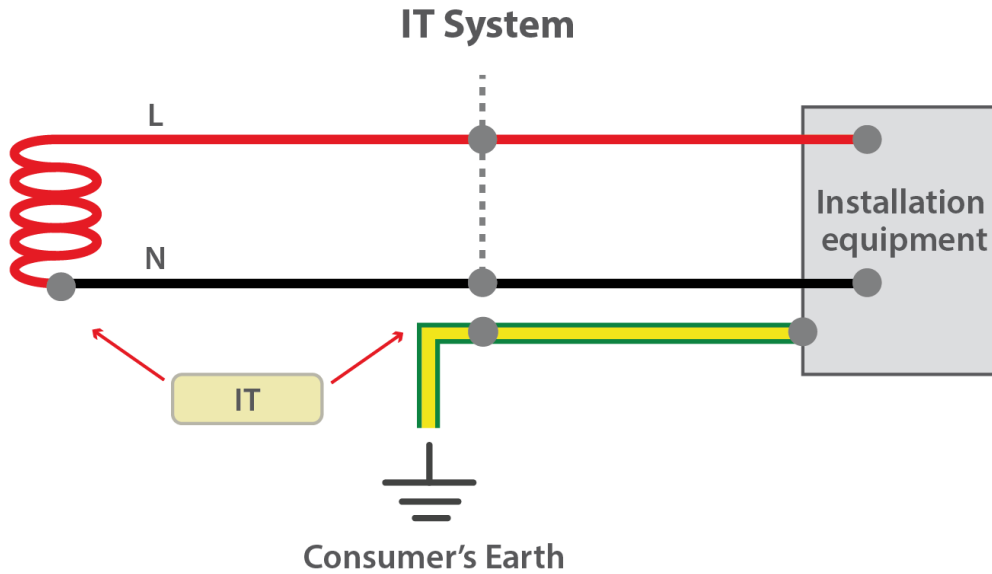 IT System
L
Installation
equipment
N
IT
Consumer's Earth